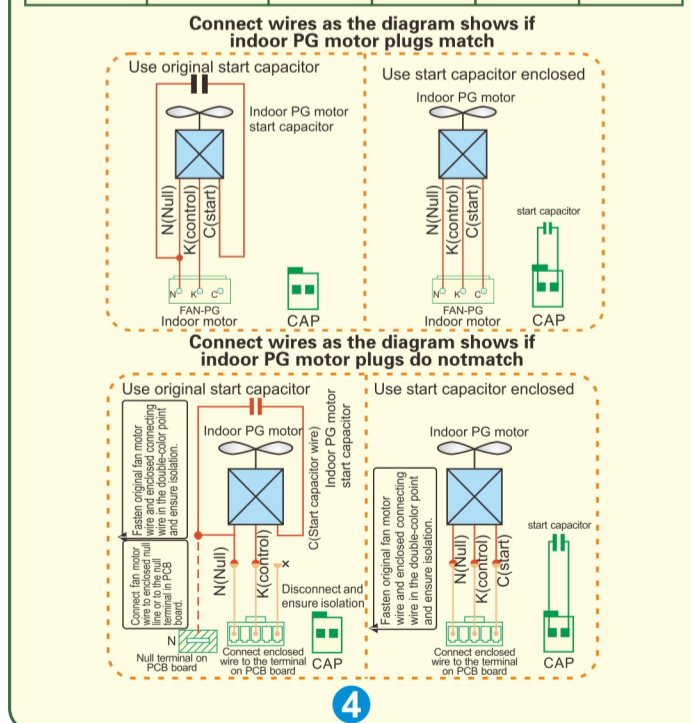 Connect wires as the diagram shows if
indoor PG motor plugs match
Use original start capacitor
Indoor PG motor
start capacitor
N(Null)
K(control)
C(start)
N K C
FAN-PG
Indoor motor
CAP
Use start capacitor enclosed
Indoor PG motor
N(Null)
K(control)
C(start)
start capacitor
N K C
FAN-PG
Indoor motor
CAP
Connect wires as the diagram shows if
indoor PG motor plugs do notmatch
Use original start capacitor
Fasten original fan motor
wire and enclosed connecting
wire in the double-color point
and ensure isolation.
Indoor PG motor
C(Start capacitor wire)
Indoor PG motor
start capacitor
Connect fan motor
wire to enclosed null
line or to the null
terminal in PCB
board.
N(Null)
K(control)
×
Disconnect and
ensure isolation
N
Null terminal on
PCB board
Connect enclosed
wire to the terminal
on PCB board
CAP
Use start capacitor enclosed
Indoor PG motor
Fasten original fan motor
wire and enclosed connecting
wire in the double-color point
and ensure isolation.
N(Null)
K(control)
C(start)
start capacitor
Connect enclosed
wire to the terminal
on PCB board
CAP
4